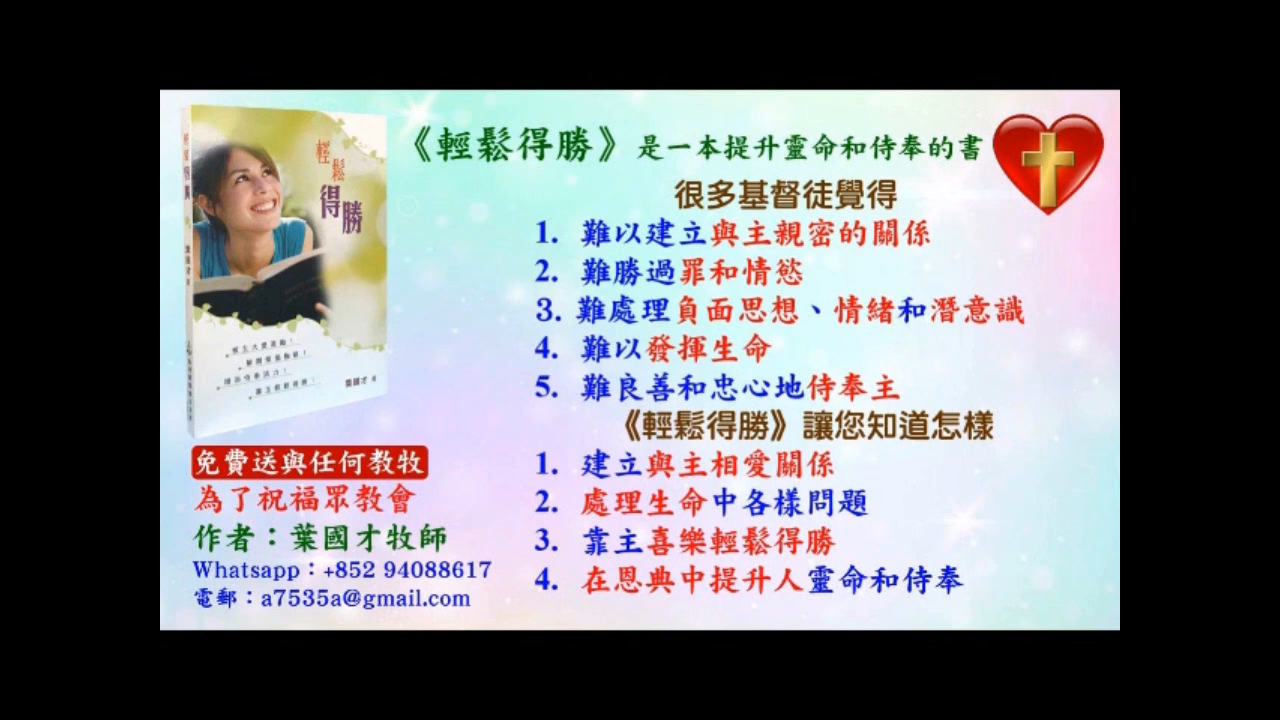 《輕鬆得勝》是一本提升靈命和侍奉的書
很多基督徒覺得
1. 難以建立與主親密的關係
2. 難勝過罪和情慾
3. 難處理負面思想、情緒和潛意識
4. 難以發揮生命
5. 難良善和忠心地侍奉主
《輕鬆得勝》讓您知道怎樣
1. 建立與主相愛關係
2. 處理生命中各樣問題
3. 靠主喜樂輕鬆得勝
4. 在恩典中提升人靈命和侍奉
輕鬆
得勝
葉國才 著
免費送與任何教牧
為了祝福眾教會
作者：葉國才牧師
Whatsapp：+852 94088617
電郵：a7535a@gmail.com